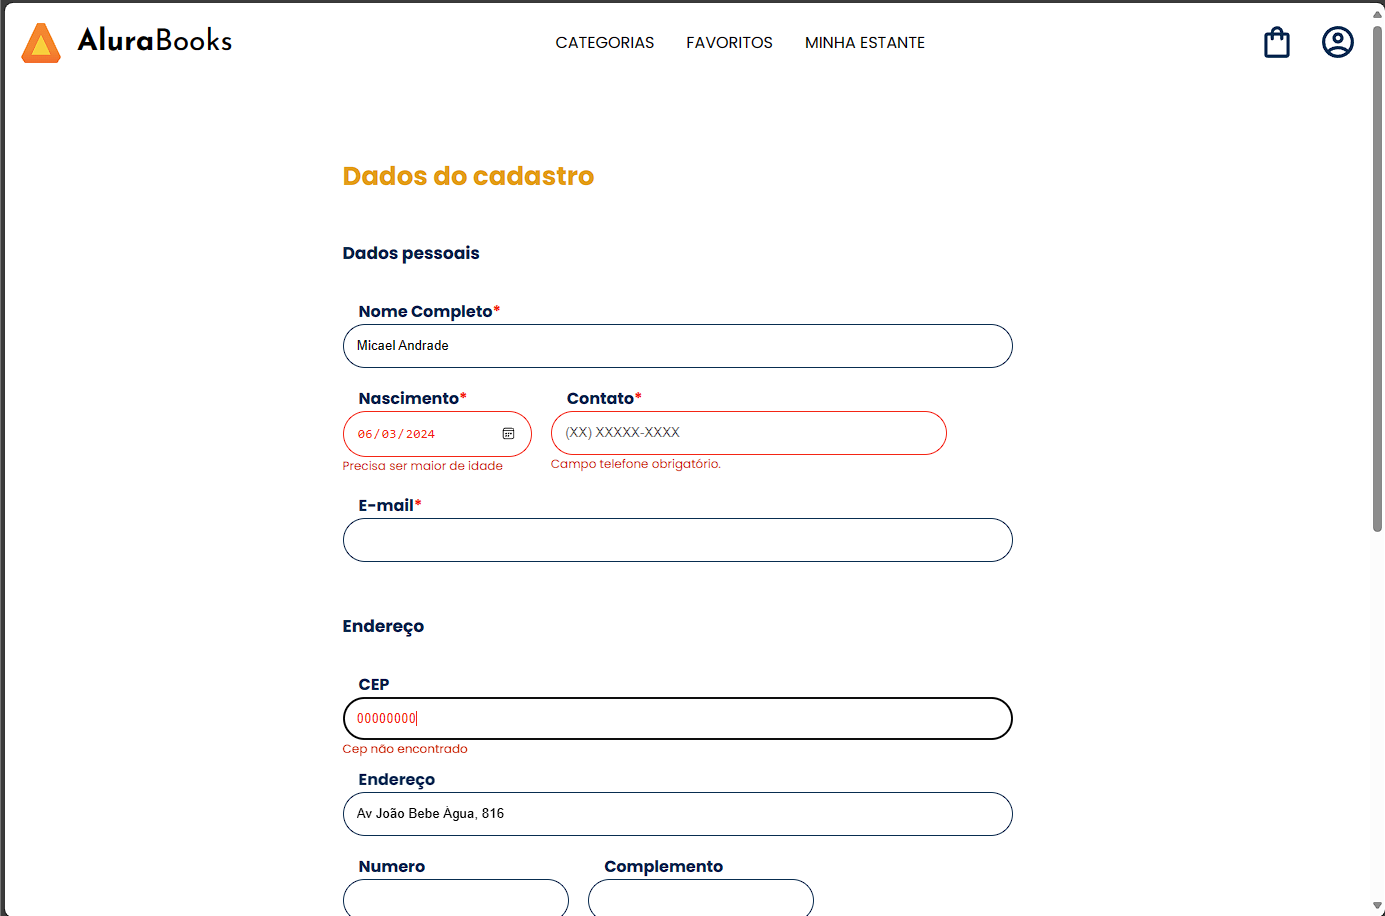 AluraBooks CATEGORIAS FAVORITOS MINHA ESTANTE
Dados do cadastro
Dados pessoais
Nome Completo*
Micael Andrade
Nascimento* Contato*
06/03/2024 (XX) XXXXX-XXXX
Precisa ser maior de idade Campo telefone obrigatório.
E-mail*
Endereço
CEP
00000000
Cep não encontrado
Endereço
Av João Bebe Água, 816
Numero Complemento